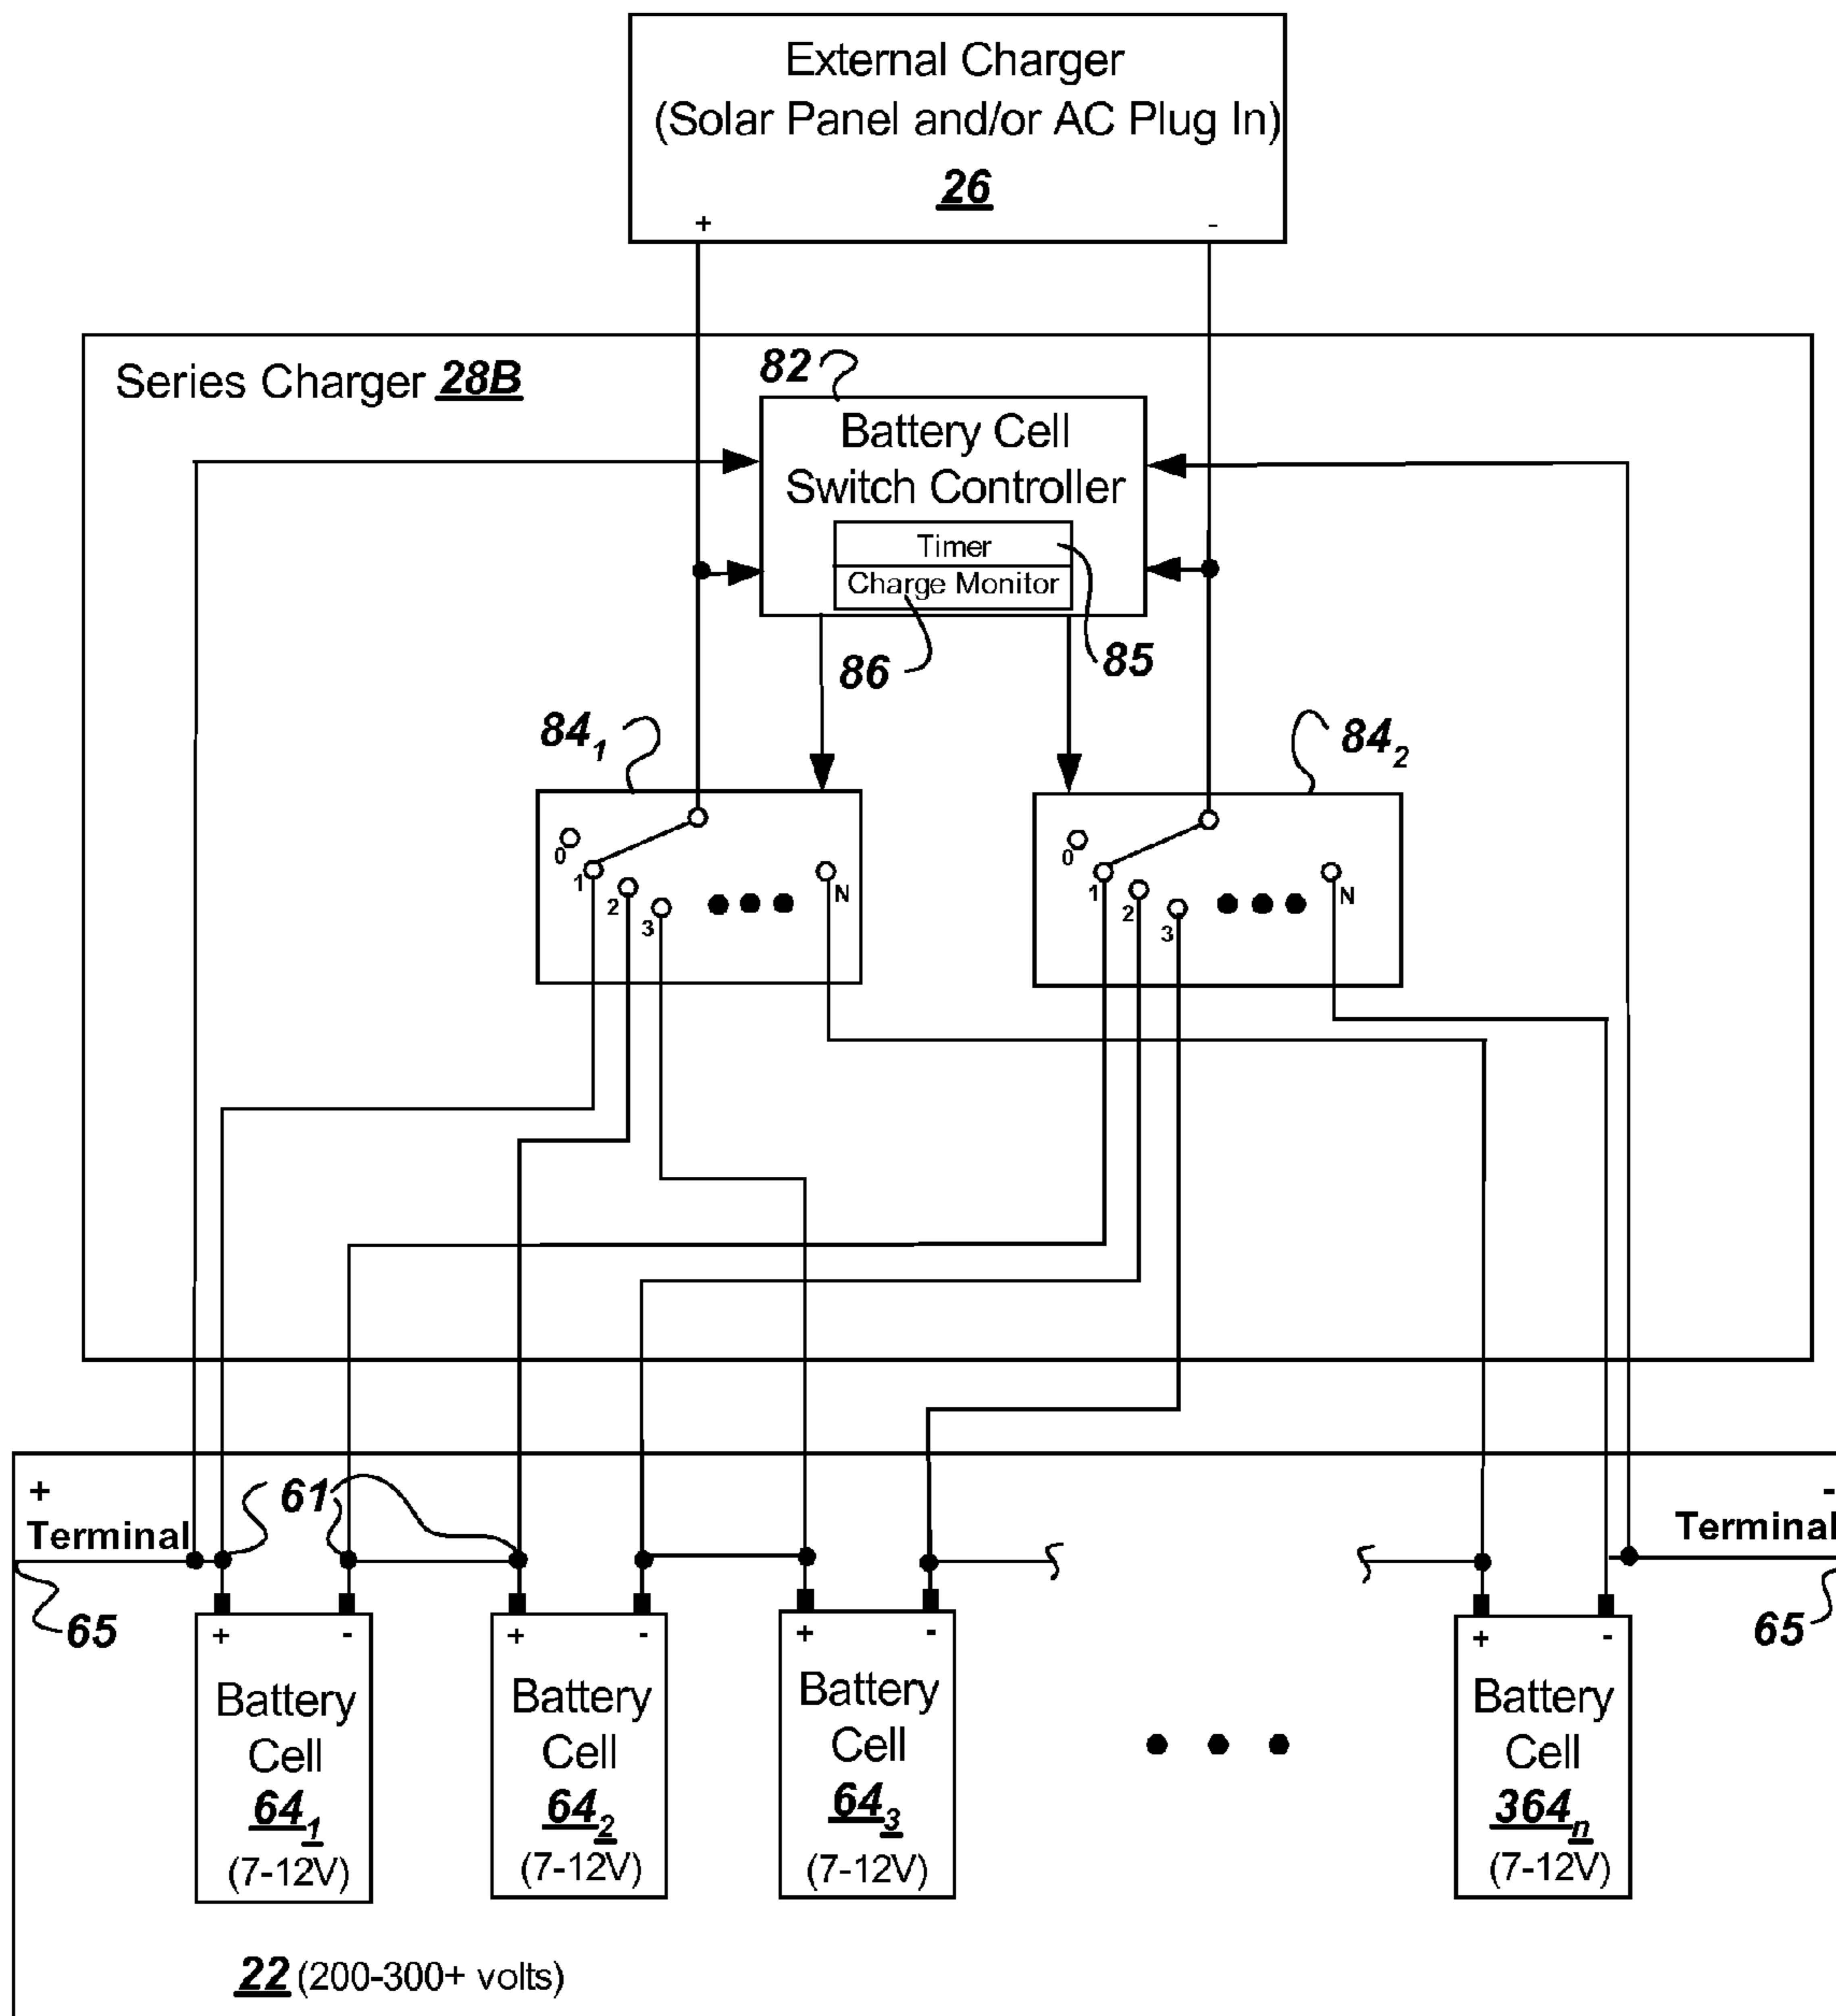 External Charger
(Solar Panel and/or AC Plug In)
26
+ -
Series Charger 28B
82
Battery Cell
Switch Controller
Timer
Charge Monitor
86
85
84₁
84₂
0
1
2
3
N
0
1
2
3
N
+
Terminal
61
-
Terminal
65
65
+ -
Battery
Cell
64₁
(7-12V)
+ -
Battery
Cell
64₂
(7-12V)
+ -
Battery
Cell
64₃
(7-12V)
+ -
Battery
Cell
364ₙ
(7-12V)
22 (200-300+ volts)